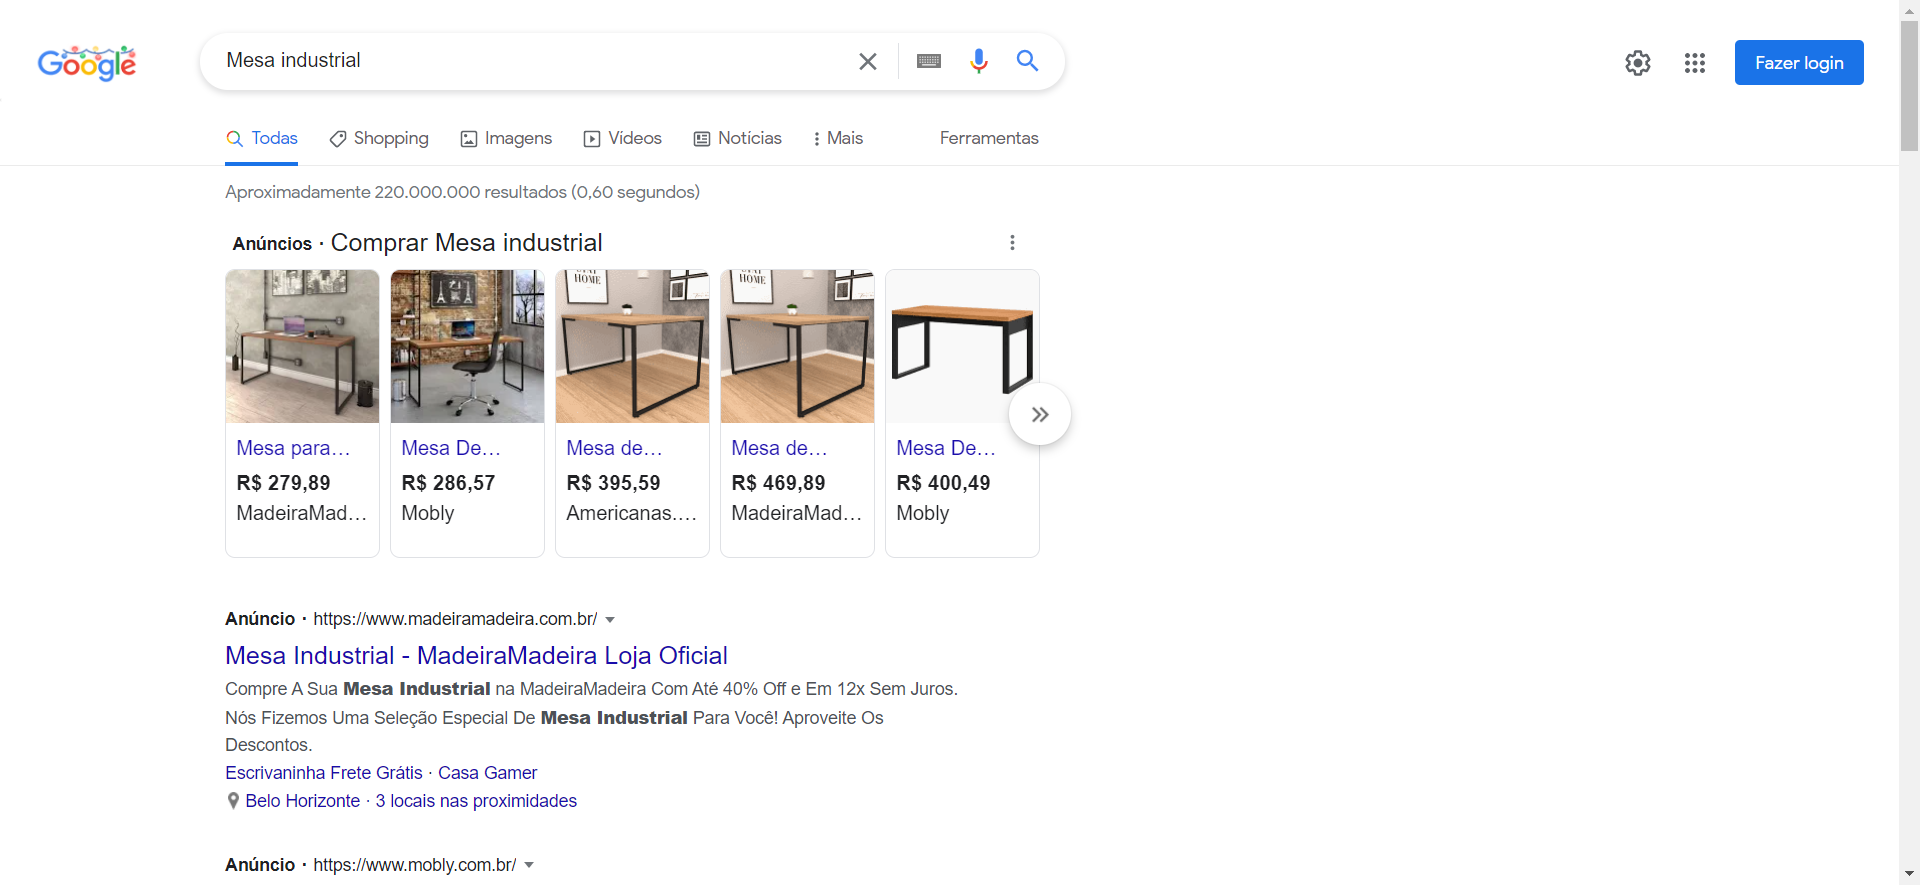 Google
Mesa industrial
Fazer login
Todas
Shopping
Imagens
Vídeos
Notícias
Mais
Ferramentas
Aproximadamente 220.000.000 resultados (0,60 segundos)
Anúncios · Comprar Mesa industrial
HOME
HOME
Mesa para…
R$ 279,89
MadeiraMad…
Mesa De…
R$ 286,57
Mobly
Mesa de…
R$ 395,59
Americanas.…
Mesa de…
R$ 469,89
MadeiraMad…
Mesa De…
R$ 400,49
Mobly
Anúncio · https://www.madeiramadeira.com.br/
Mesa Industrial - MadeiraMadeira Loja Oficial
Compre A Sua Mesa Industrial na MadeiraMadeira Com Até 40% Off e Em 12x Sem Juros.
Nós Fizemos Uma Seleção Especial De Mesa Industrial Para Você! Aproveite Os
Descontos.
Escrivaninha Frete Grátis · Casa Gamer
Belo Horizonte · 3 locais nas proximidades
Anúncio · https://www.mobly.com.br/